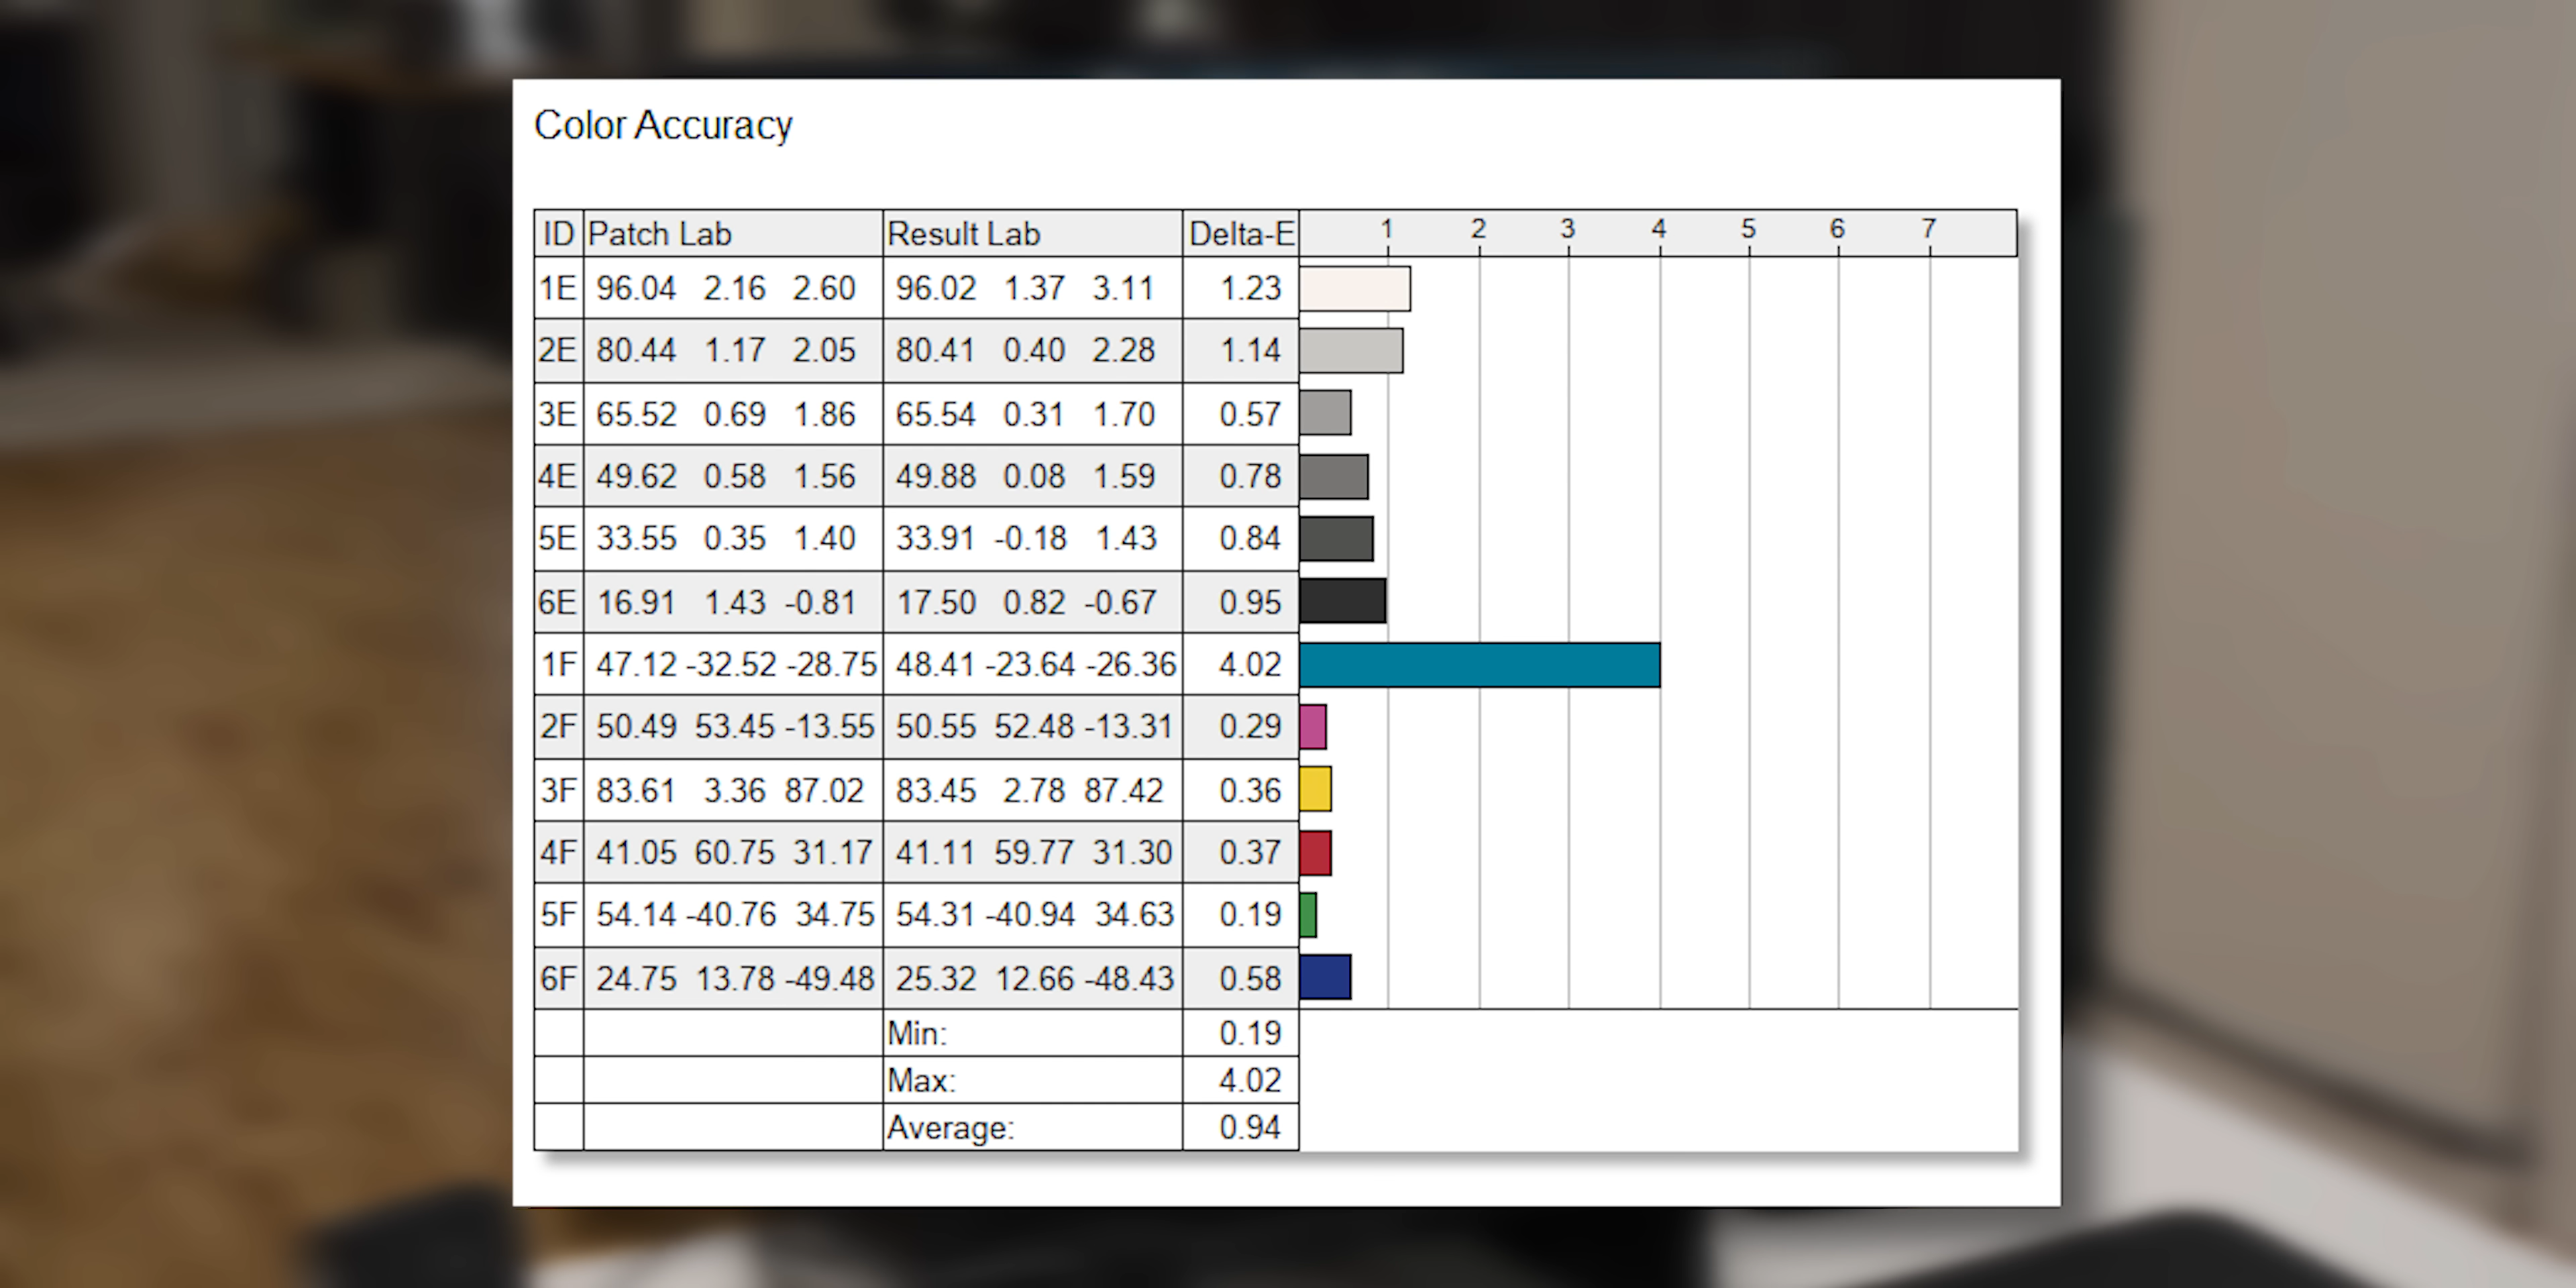 Color Accuracy
ID Patch Lab Result Lab Delta-E 1 2 3 4 5 6 7
1E 96.04 2.16 2.60 96.02 1.37 3.11 1.23
2E 80.44 1.17 2.05 80.41 0.40 2.28 1.14
3E 65.52 0.69 1.86 65.54 0.31 1.70 0.57
4E 49.62 0.58 1.56 49.88 0.08 1.59 0.78
5E 33.55 0.35 1.40 33.91 -0.18 1.43 0.84
6E 16.91 1.43 -0.81 17.50 0.82 -0.67 0.95
1F 47.12 -32.52 -28.75 48.41 -23.64 -26.36 4.02
2F 50.49 53.45 -13.55 50.55 52.48 -13.31 0.29
3F 83.61 3.36 87.02 83.45 2.78 87.42 0.36
4F 41.05 60.75 31.17 41.11 59.77 31.30 0.37
5F 54.14 -40.76 34.75 54.31 -40.94 34.63 0.19
6F 24.75 13.78 -49.48 25.32 12.66 -48.43 0.58
Min: 0.19
Max: 4.02
Average: 0.94